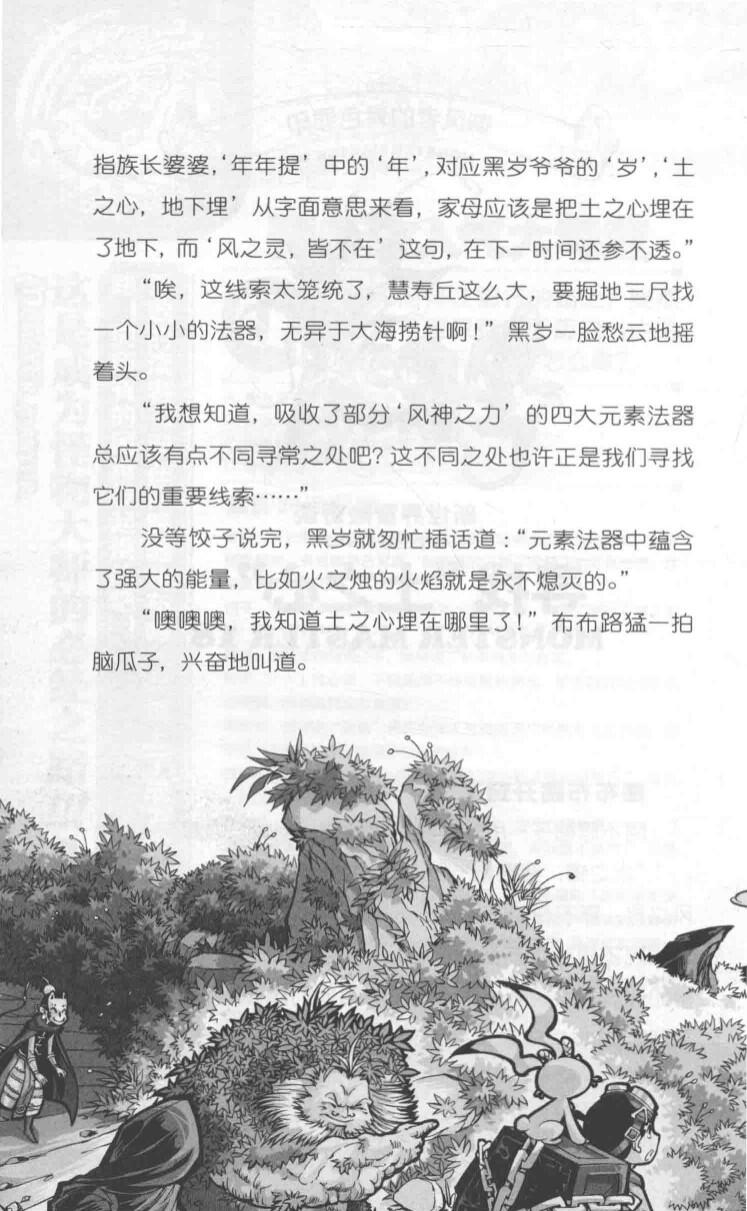 指族长婆婆,‘年年提’中的‘年’,对应黑岁爷爷的‘岁’,‘土
之心，地下埋’从字面意思来看，家母应该是把土之心埋在
了地下，而‘风之灵，皆不在’这句，在下一时间还参不透。”
“唉，这线索太笼统了，慧寿丘这么大，要掘地三尺找
一个小小的法器，无异于大海捞针啊！”黑岁一脸愁云地摇
着头。
“我想知道，吸收了部分‘风神之力’的四大元素法器
总应该有点不同寻常之处吧？这不同之处也许正是我们寻找
它们的重要线索……”
没等饺子说完，黑岁就匆忙插话道：“元素法器中蕴含
了强大的能量，比如火之烛的火焰就是永不熄灭的。”
“噢噢噢，我知道土之心埋在哪里了！”布布路猛一拍
脑瓜子，兴奋地叫道。